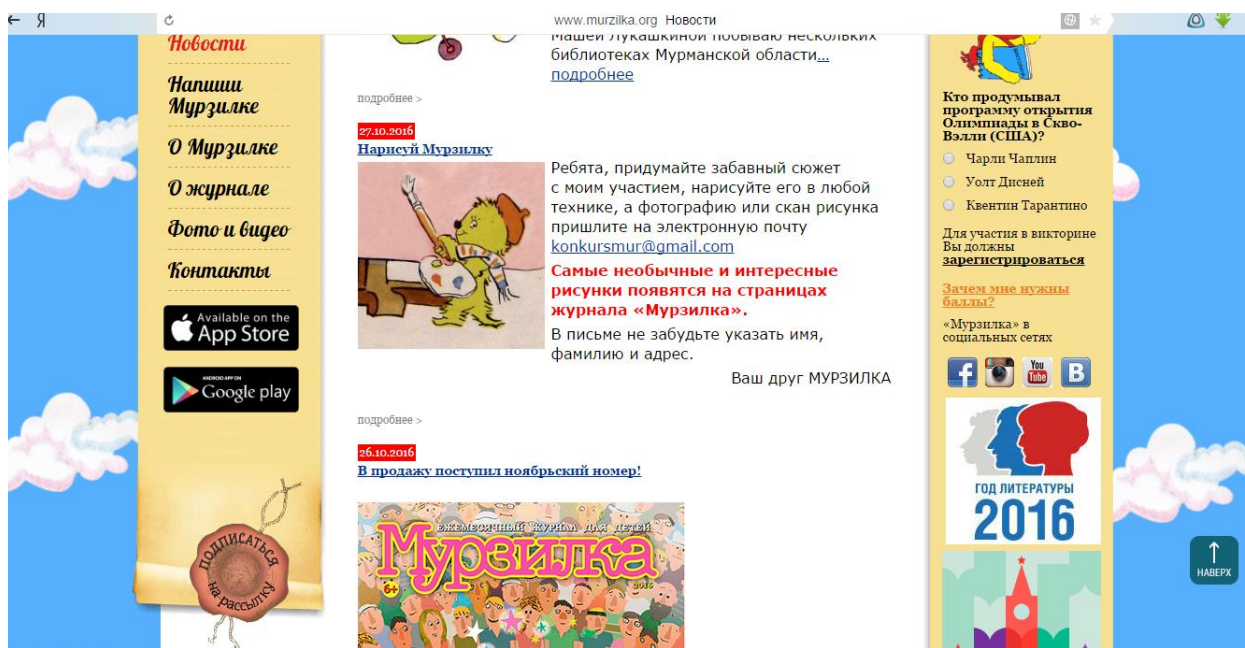 Я
www.murzilka.org Новости
Новости
Напиши
Мурзилке
О Мурзилке
О журнале
Фото и видео
Контакты
Available on the
App Store
ANDROID APP ON
Google play
ПОДПИСАТЬСЯ
на рассылку
Машей Лукашкиной побываю нескольких
библиотеках Мурманской области...
подробнее
подробнее >
27.10.2016
Нарисуй Мурзилку
Ребята, придумайте забавный сюжет
с моим участием, нарисуйте его в любой
технике, а фотографию или скан рисунка
пришлите на электронную почту
konkursmur@gmail.com
Самые необычные и интересные
рисунки появятся на страницах
журнала «Мурзилка».
В письме не забудьте указать имя,
фамилию и адрес.
Ваш друг МУРЗИЛКА
подробнее >
26.10.2016
В продажу поступил ноябрьский номер!
ЕЖЕМЕСЯЧНЫЙ ЖУРНАЛ ДЛЯ ДЕТЕЙ
Мурзилка
6+
2016
Кто продумывал
программу открытия
Олимпиады в Скво-
Вэлли (США)?
Чарли Чаплин
Уолт Дисней
Квентин Тарантино
Для участия в викторине
Вы должны
зарегистрироваться
Зачем мне нужны
баллы?
«Мурзилка» в
социальных сетях
f
You
Tube
B
ГОД ЛИТЕРАТУРЫ
2016
НАВЕРХ